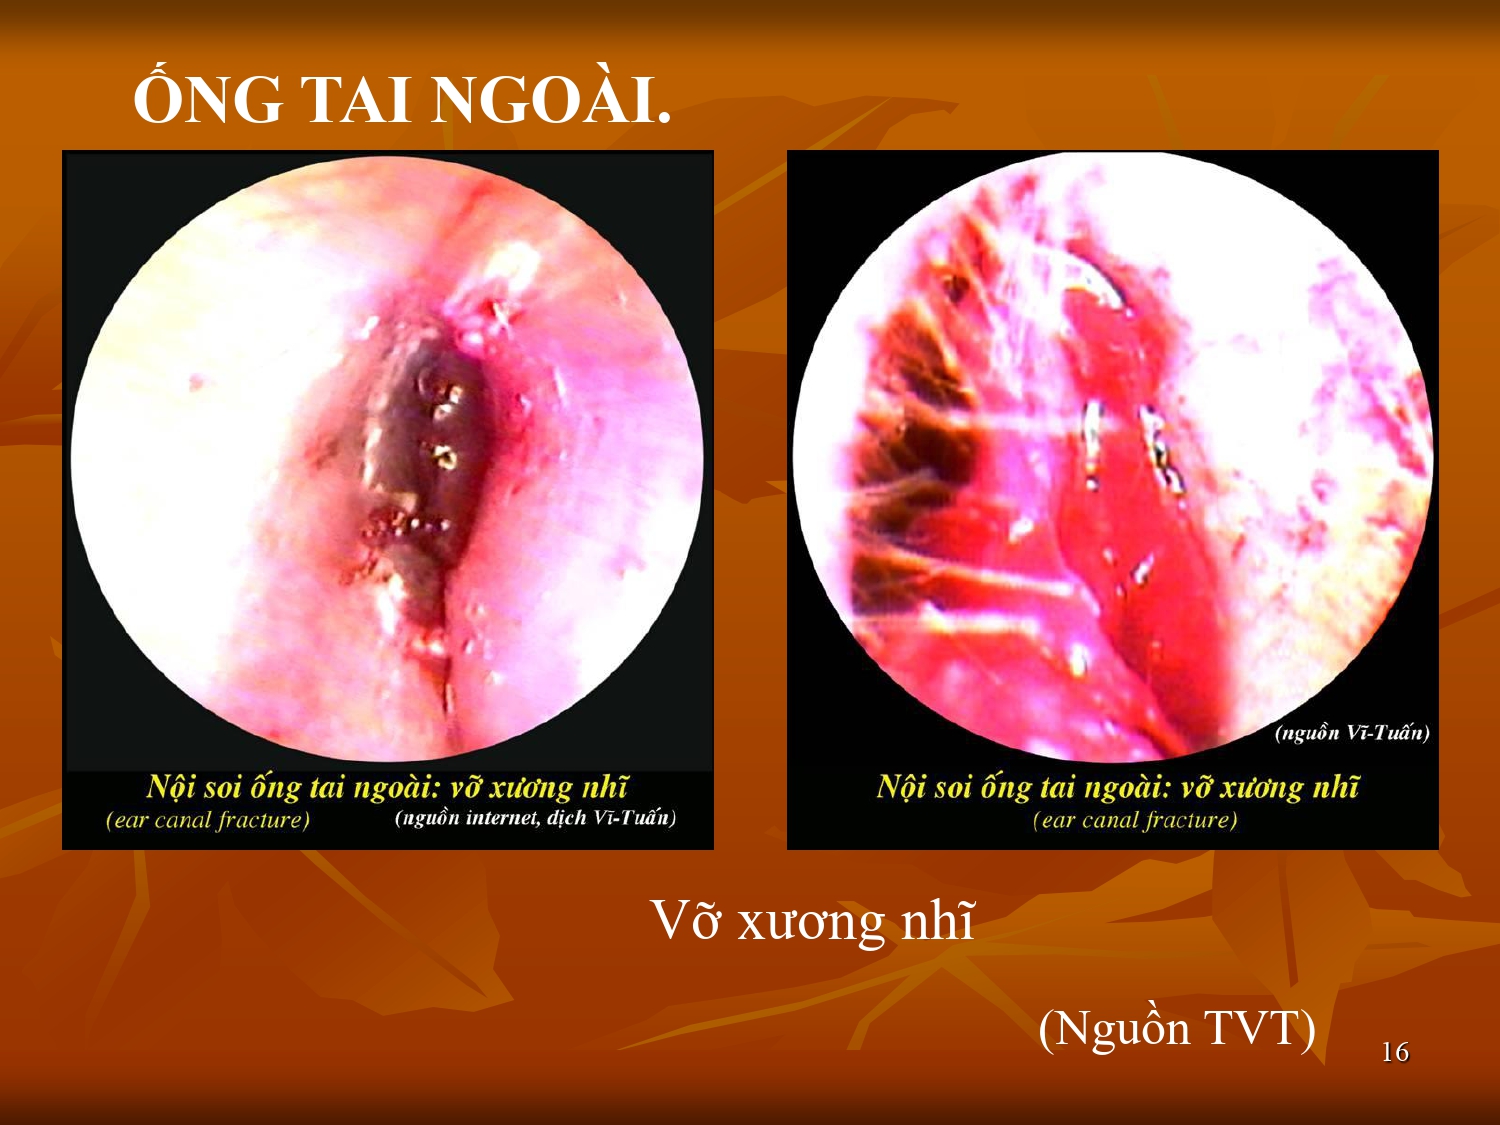 ỐNG TAI NGOÀI.
Nội soi ống tai ngoài: vỡ xương nhĩ
(ear canal fracture) (nguồn internet, dịch Vĩ-Tuấn)
(nguồn Vĩ-Tuấn)
Nội soi ống tai ngoài: vỡ xương nhĩ
(ear canal fracture)
Vỡ xương nhĩ
(Nguồn TVT)
16